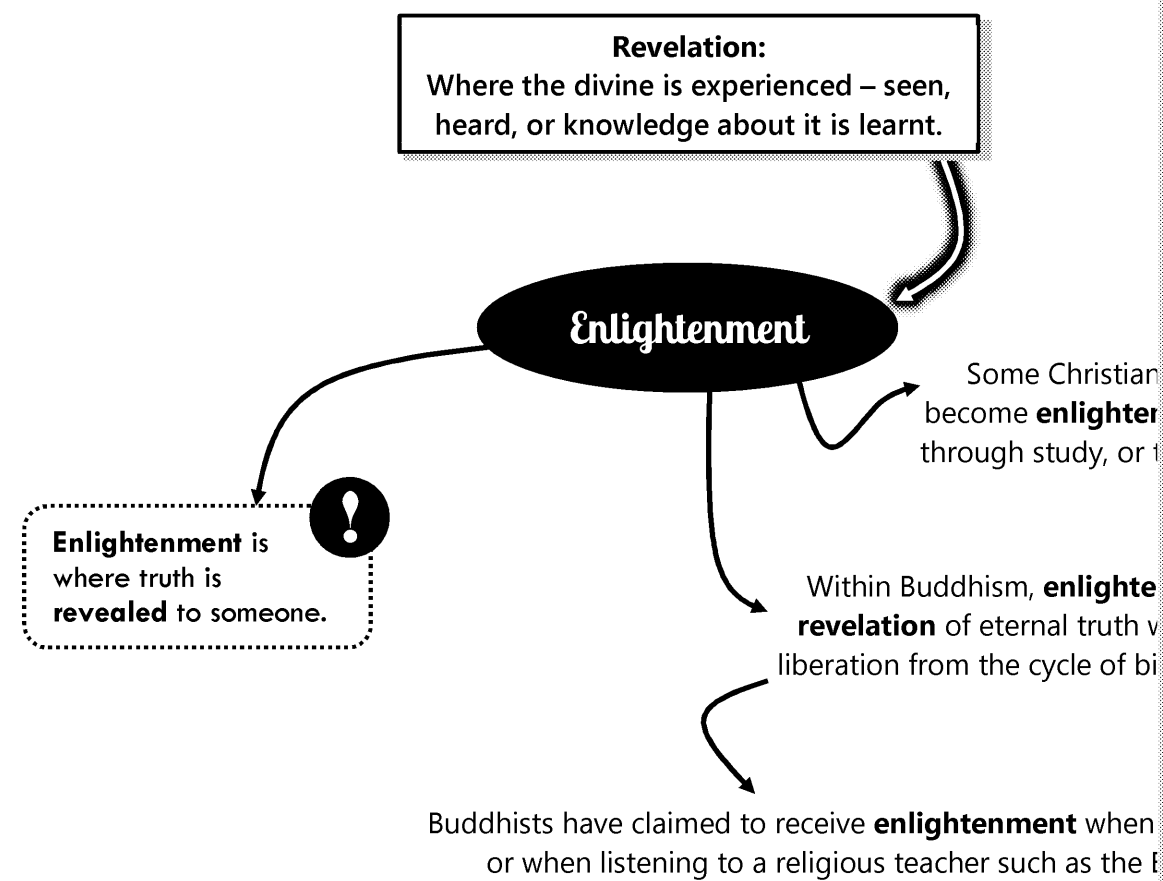 Revelation:
Where the divine is experienced – seen,
heard, or knowledge about it is learnt.
Enlightenment
Some Christian
become
through study, or
Enlightenment is
where truth is
revealed to someone.
Within Buddhism,
revelation of eternal truth
liberation from the cycle of
Buddhists have claimed to receive enlightenment when
or when listening to a religious teacher such as the